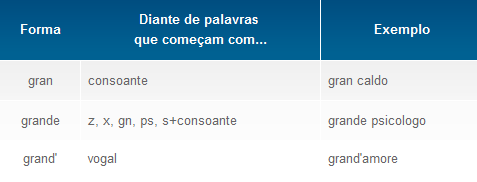 Forma Diante de palavras que começam com... Exemplo
gran consoante gran caldo
grande z, x, gn, ps, s+consoante grande psicologo
grand' vogal grand'amore